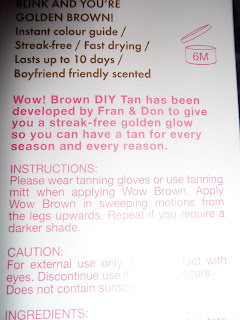 BLINK AND YOU'RE
GOLDEN BROWN!
Instant colour guide /
Streak-free / Fast drying /
Lasts up to 10 days /
Boyfriend friendly scented
6M
Wow! Brown DIY Tan has been
developed by Fran & Don to give
you a streak-free golden glow
so you can have a tan for every
season and every reason.
INSTRUCTIONS:
Please wear tanning gloves or use tanning
mitt when applying Wow Brown. Apply
Wow Brown in sweeping motions from
the legs upwards. Repeat if you require a
darker shade.
CAUTION:
For external use only with
eyes. Discontinue use
Does not contain
INGREDIENTS: